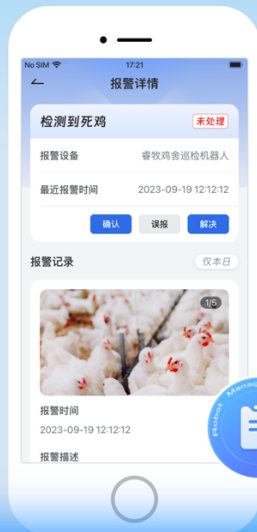 No SIM 17:21
报警详情
检测到死鸡 未处理
报警设备 睿牧鸡舍巡检机器人
最近报警时间 2023-09-19 12:12:12
确认 误报 解决
报警记录 仅本日
1/5
报警时间
2023-09-19 12:12:12
报警描述
Robot Manag